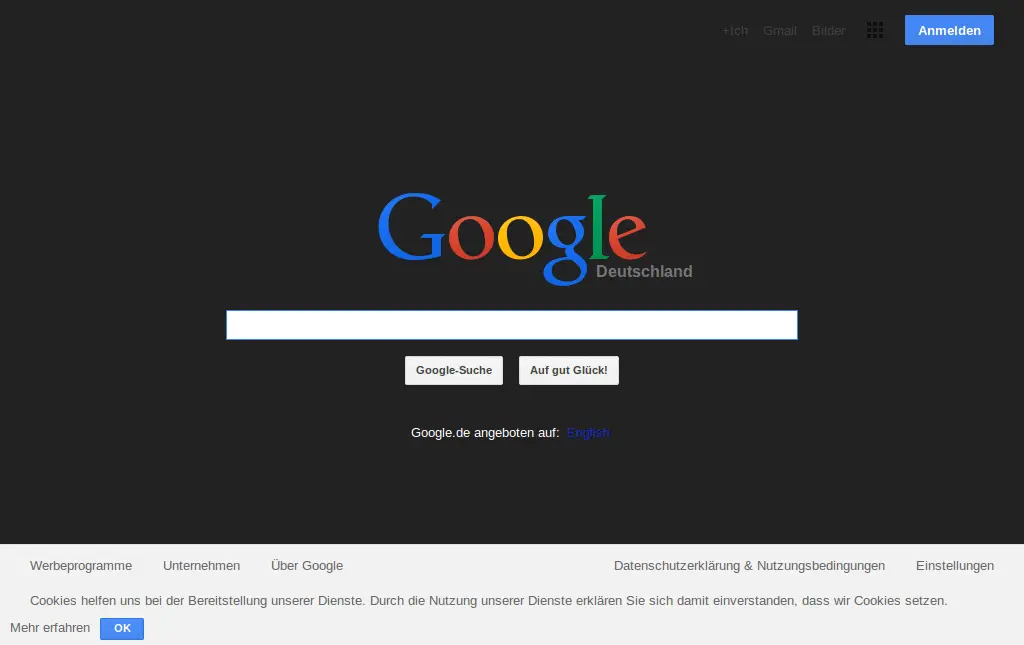 +Ich Gmail Bilder Anmelden
Google
Deutschland
Google-Suche Auf gut Glück!
Google.de angeboten auf: English
Werbeprogramme Unternehmen Über Google Datenschutzerklärung & Nutzungsbedingungen Einstellungen
Cookies helfen uns bei der Bereitstellung unserer Dienste. Durch die Nutzung unserer Dienste erklären Sie sich damit einverstanden, dass wir Cookies setzen.
Mehr erfahren OK